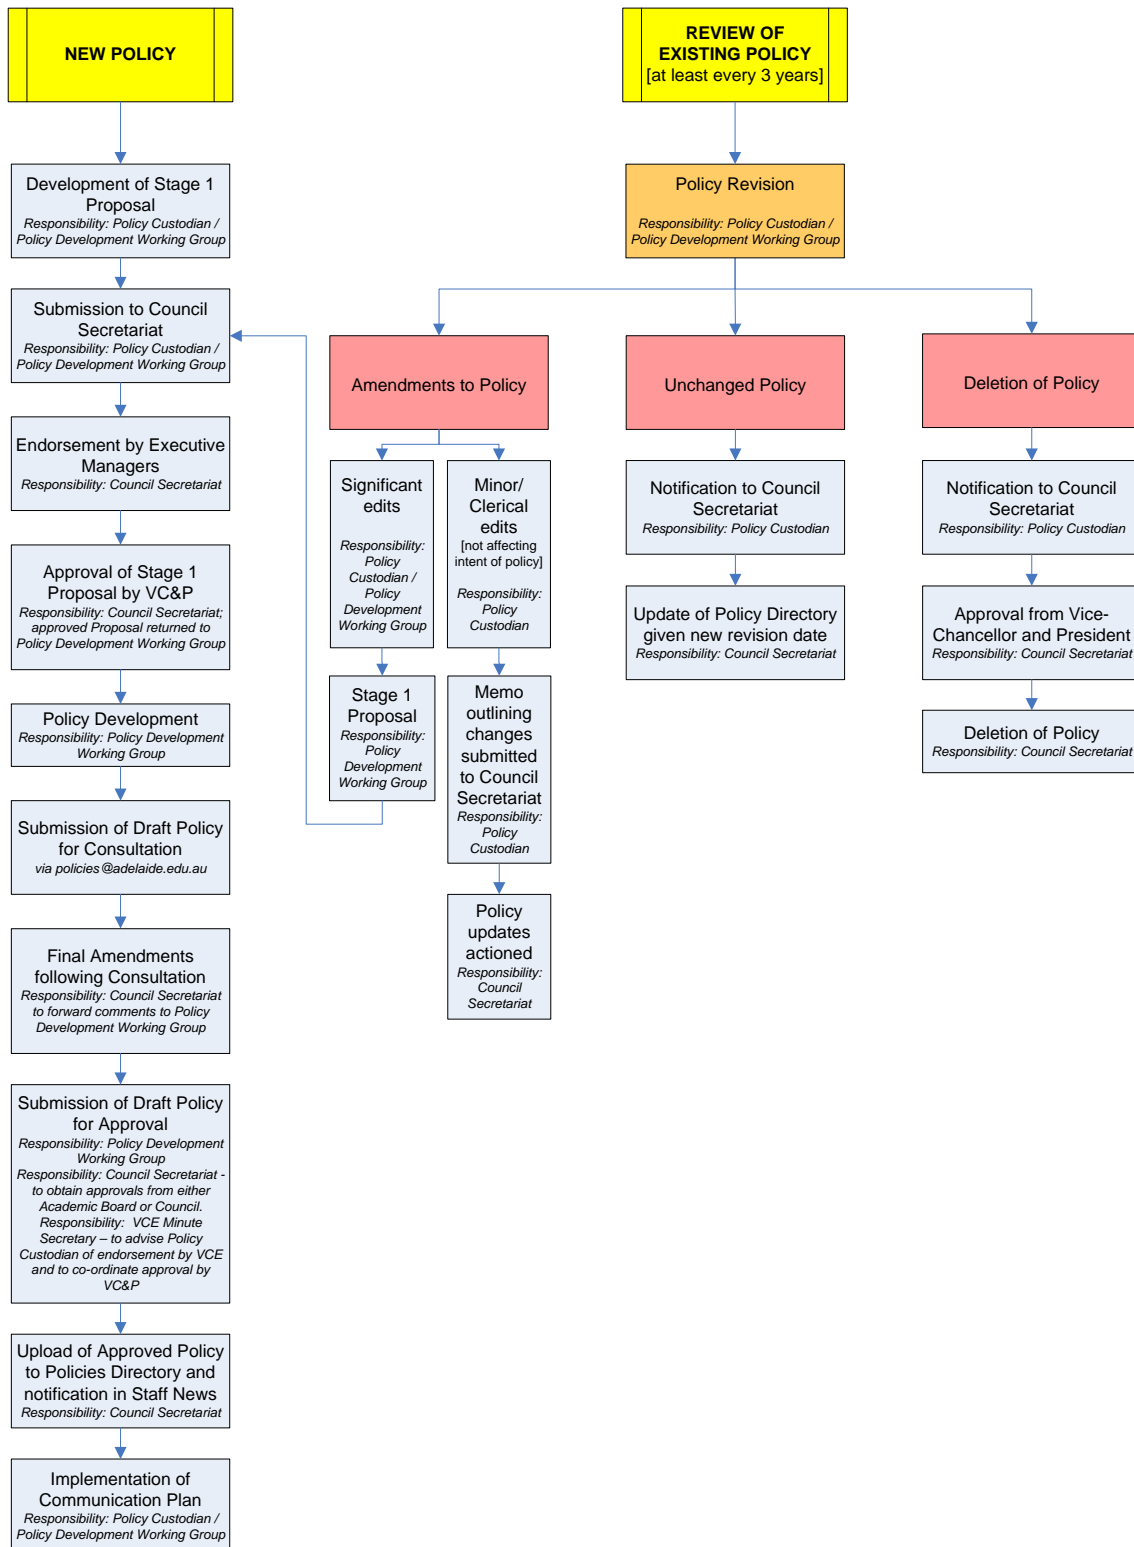 NEW POLICY
REVIEW OF
EXISTING POLICY
[at least every 3 years]
Development of Stage 1
Proposal
Responsibility: Policy Custodian /
Policy Development Working Group
Policy Revision
Responsibility: Policy Custodian /
Policy Development Working Group
Submission to Council
Secretariat
Responsibility: Policy Custodian /
Policy Development Working Group
Amendments to Policy
Unchanged Policy
Deletion of Policy
Endorsement by Executive
Managers
Responsibility: Council Secretariat
Significant
edits
Responsibility:
Policy
Custodian /
Policy
Development
Working Group
Minor/
Clerical
edits
[not affecting
intent of policy]
Responsibility:
Policy
Custodian
Notification to Council
Secretariat
Responsibility: Policy Custodian
Notification to Council
Secretariat
Responsibility: Policy Custodian
Approval of Stage 1
Proposal by VC&P
Responsibility: Council Secretariat;
approved Proposal returned to
Policy Development Working Group
Update of Policy Directory
given new revision date
Responsibility: Council Secretariat
Approval from Vice-
Chancellor and President
Responsibility: Council Secretariat
Policy Development
Responsibility: Policy Development
Working Group
Stage 1
Proposal
Responsibility:
Policy
Development
Working Group
Memo
outlining
changes
submitted
to Council
Secretariat
Responsibility:
Policy
Custodian
Deletion of Policy
Responsibility: Council Secretariat
Submission of Draft Policy
for Consultation
via policies@adelaide.edu.au
Policy
updates
actioned
Responsibility:
Council
Secretariat
Final Amendments
following Consultation
Responsibility: Council Secretariat
to forward comments to Policy
Development Working Group
Submission of Draft Policy
for Approval
Responsibility: Policy Development
Working Group
Responsibility: Council Secretariat -
to obtain approvals from either
Academic Board or Council.
Responsibility: VCE Minute
Secretary – to advise Policy
Custodian of endorsement by VCE
and to co-ordinate approval by
VC&P
Upload of Approved Policy
to Policies Directory and
notification in Staff News
Responsibility: Council Secretariat
Implementation of
Communication Plan
Responsibility: Policy Custodian /
Policy Development Working Group